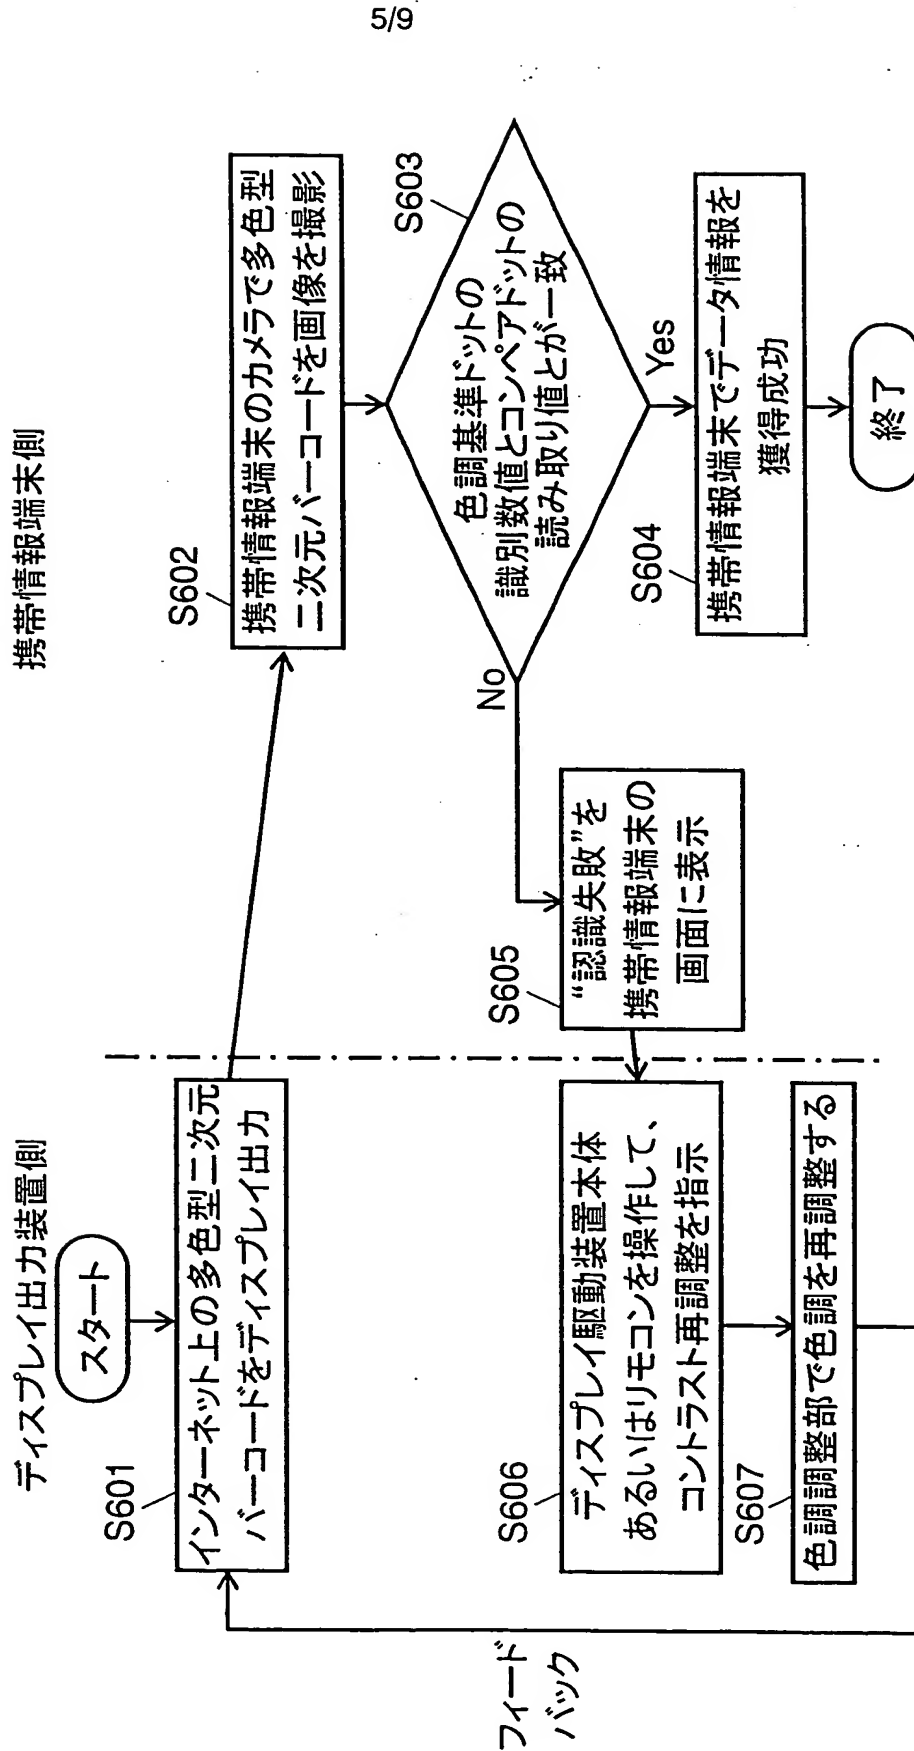 5/9
ディスプレイ出力装置側
携帯情報端末側
スタート
S601
インターネット上の多色型二次元
バーコードをディスプレイ出力
S602
携帯情報端末のカメラで多色型
二次元バーコードを画像を撮影
S603
色調基準ドットの
識別数値とコンペアドットの
読み取り値とが一致
No
Yes
S604
携帯情報端末でデータ情報を
獲得成功
終了
S605
“認識失敗”を
携帯情報端末の
画面に表示
S606
ディスプレイ駆動装置本体
あるいはリモコンを操作して、
コントラスト再調整を指示
S607
色調調整部で色調を再調整する
フィード
バック